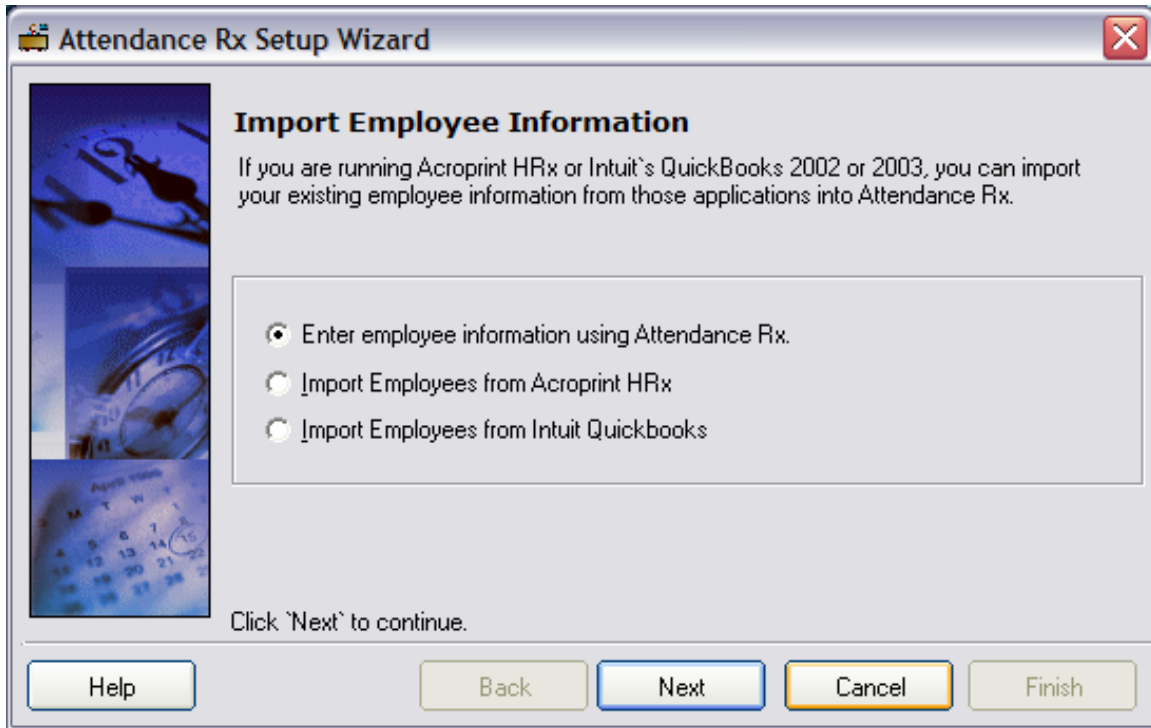 Attendance Rx Setup Wizard
Import Employee Information
If you are running Acroprint HRx or Intuit`s QuickBooks 2002 or 2003, you can import
your existing employee information from those applications into Attendance Rx.
Enter employee information using Attendance Rx.
Import Employees from Acroprint HRx
Import Employees from Intuit Quickbooks
Click `Next` to continue.
Help Back Next Cancel Finish